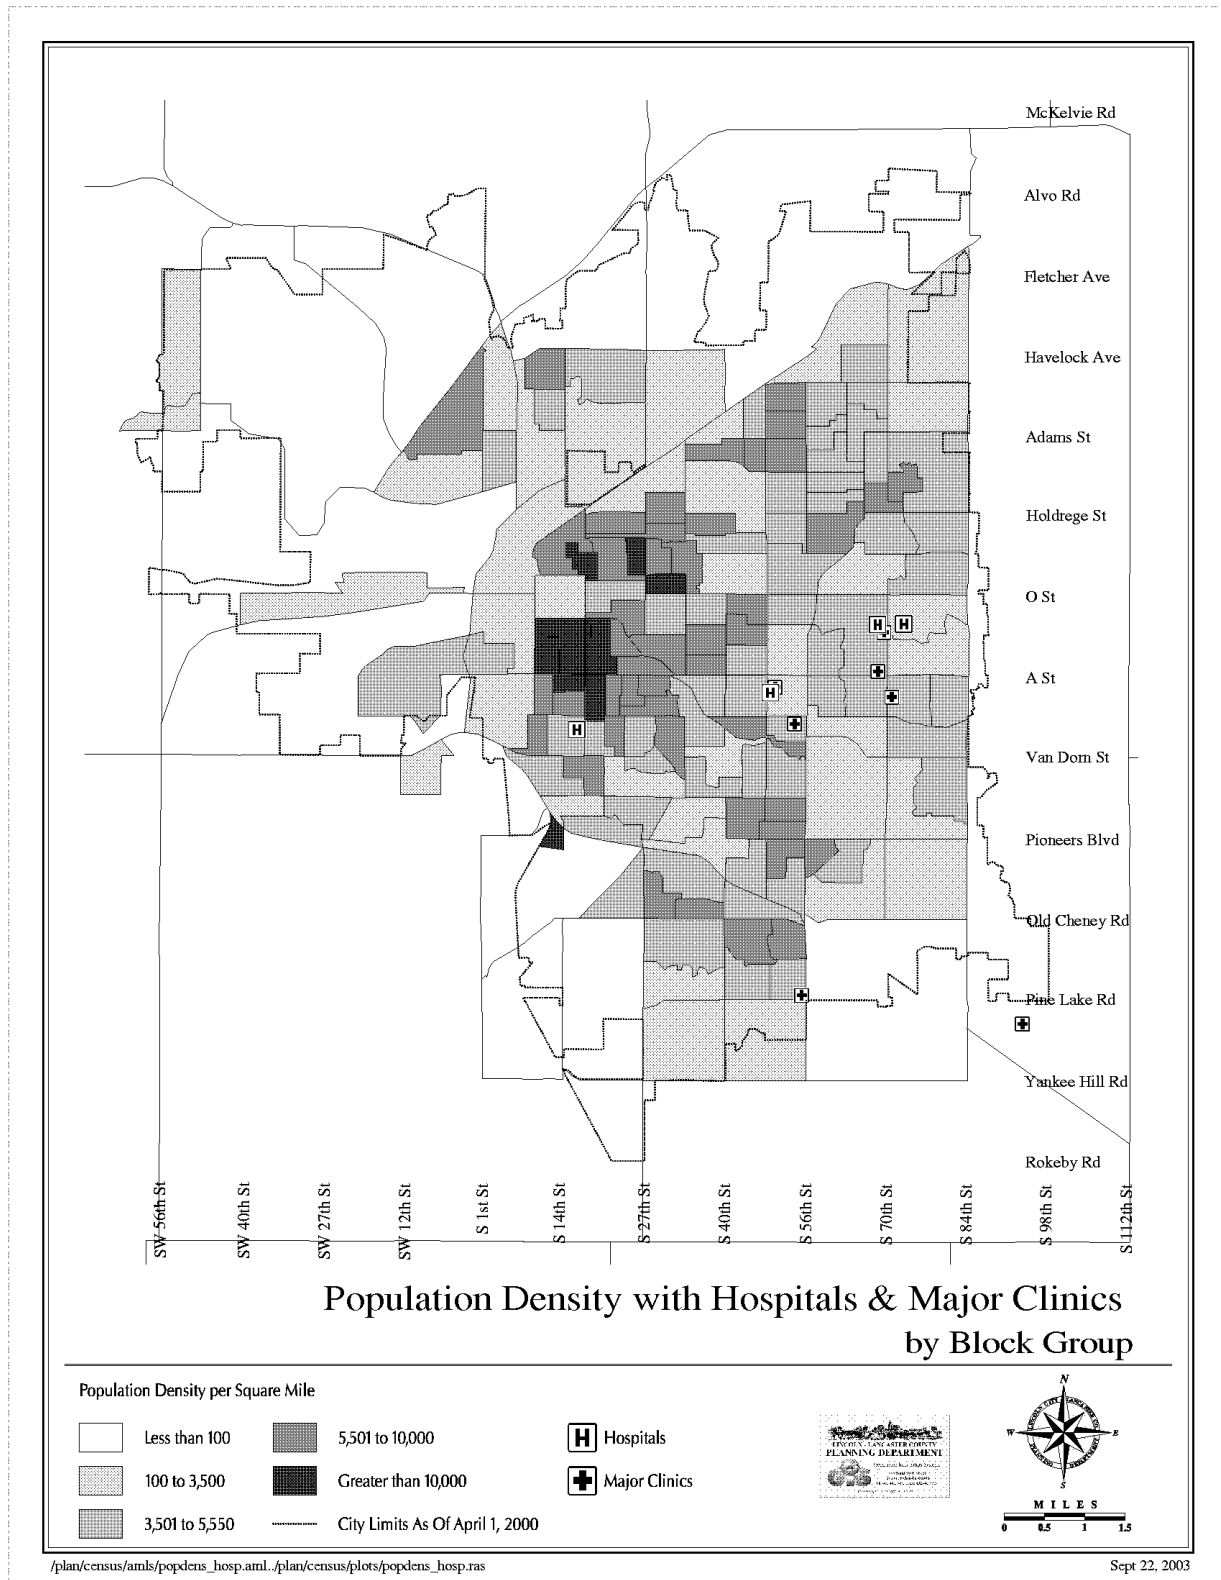 McKelvie Rd
Alvo Rd
Fletcher Ave
Havelock Ave
Adams St
Holdrege St
O St
A St
Van Dorn St
Pioneers Blvd
Old Cheney Rd
Pine Lake Rd
Yankee Hill Rd
Rokeby Rd
H H
H
H
SW 56th St
SW 40th St
SW 27th St
SW 12th St
S 1st St
S 14th St
S 27th St
S 40th St
S 56th St
S 70th St
S 84th St
S 98th St
S 112th St
Population Density with Hospitals & Major Clinics
by Block Group
Population Density per Square Mile
Less than 100
100 to 3,500
3,501 to 5,550
5,501 to 10,000
Greater than 10,000
City Limits As Of April 1, 2000
H Hospitals
Major Clinics
LINCOLN - LANCASTER COUNTY
PLANNING DEPARTMENT
N
W E
S
MILES
0 0.5 1 1.5
/plan/census/amls/popdens_hosp.aml../plan/census/plots/popdens_hosp.ras
Sept 22, 2003